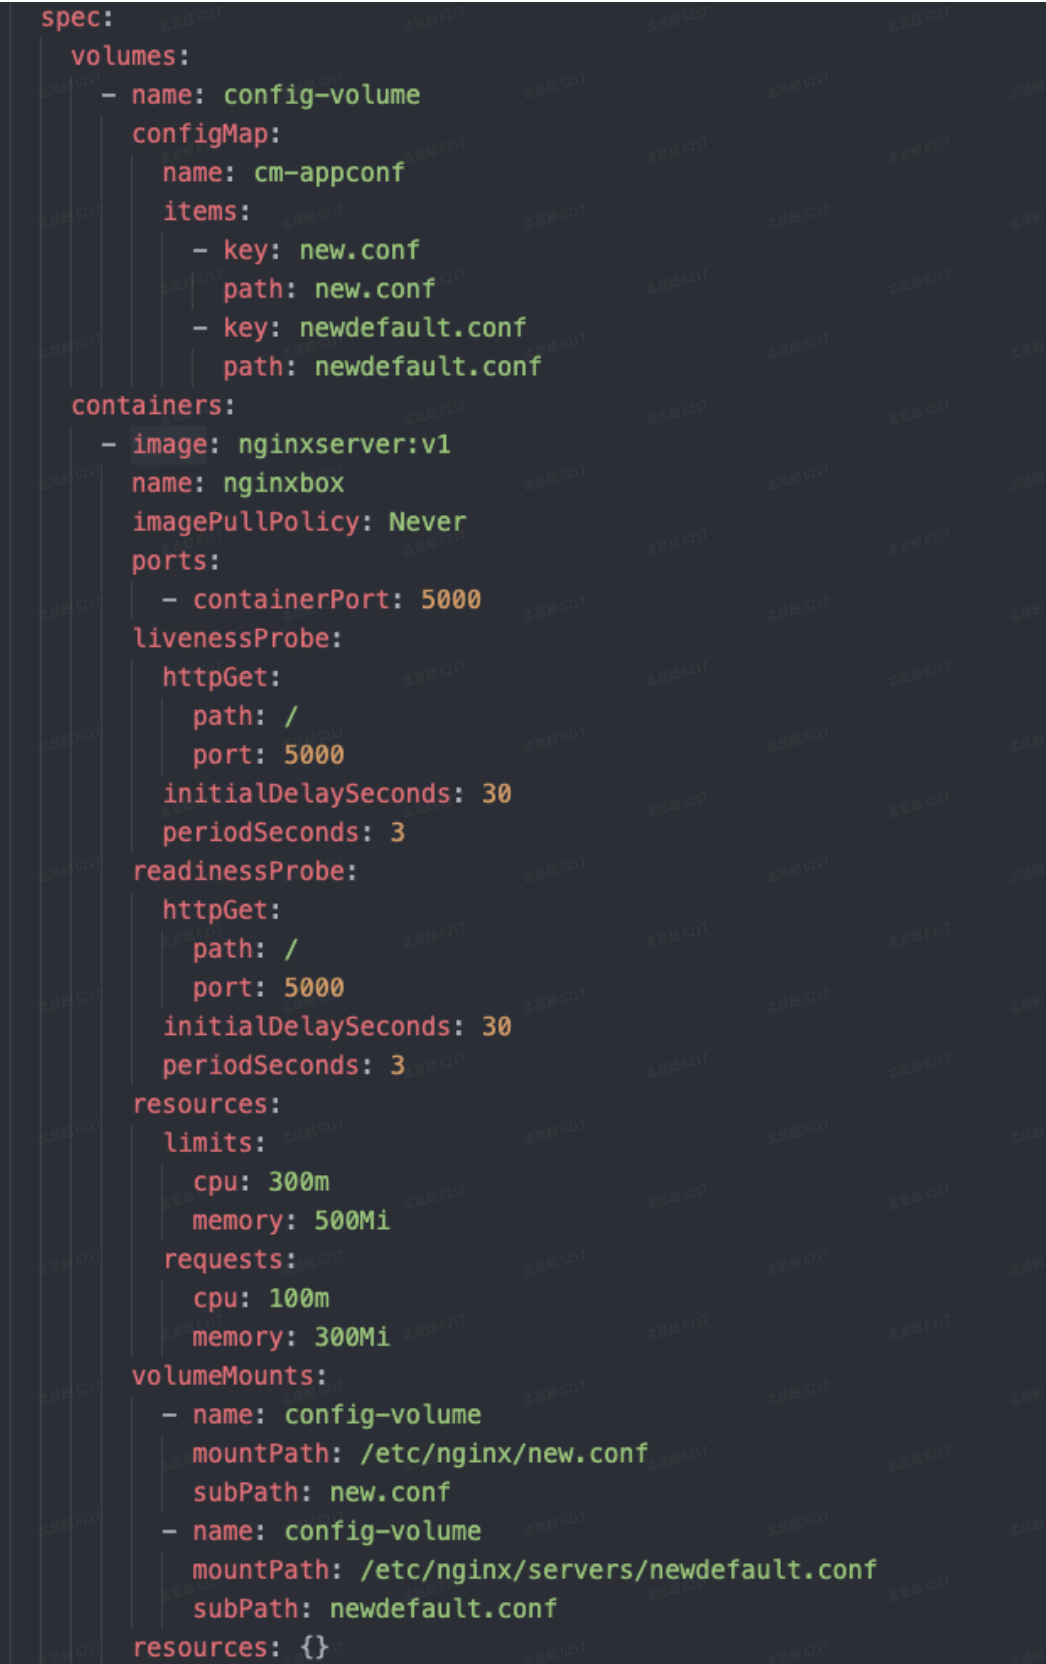 spec:
  volumes:
    - name: config-volume
      configMap:
        name: cm-appconf
        items:
          - key: new.conf
            path: new.conf
          - key: newdefault.conf
            path: newdefault.conf
  containers:
    - image: nginxserver:v1
      name: nginxbox
      imagePullPolicy: Never
      ports:
        - containerPort: 5000
      livenessProbe:
        httpGet:
          path: /
          port: 5000
        initialDelaySeconds: 30
        periodSeconds: 3
      readinessProbe:
        httpGet:
          path: /
          port: 5000
        initialDelaySeconds: 30
        periodSeconds: 3
      resources:
        limits:
          cpu: 300m
          memory: 500Mi
        requests:
          cpu: 100m
          memory: 300Mi
      volumeMounts:
        - name: config-volume
          mountPath: /etc/nginx/new.conf
          subPath: new.conf
        - name: config-volume
          mountPath: /etc/nginx/servers/newdefault.conf
          subPath: newdefault.conf
      resources: {}